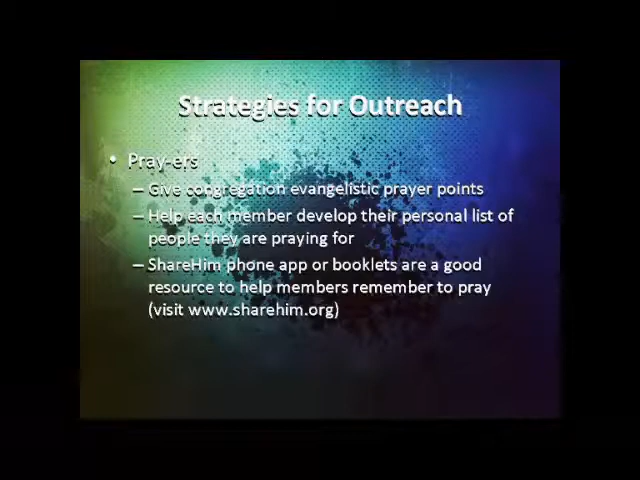 Strategies for Outreach
• Pray-ers
– Give congregation evangelistic prayer points
– Help each member develop their personal list of
people they are praying for
– ShareHim phone app or booklets are a good
resource to help members remember to pray
(visit www.sharehim.org)